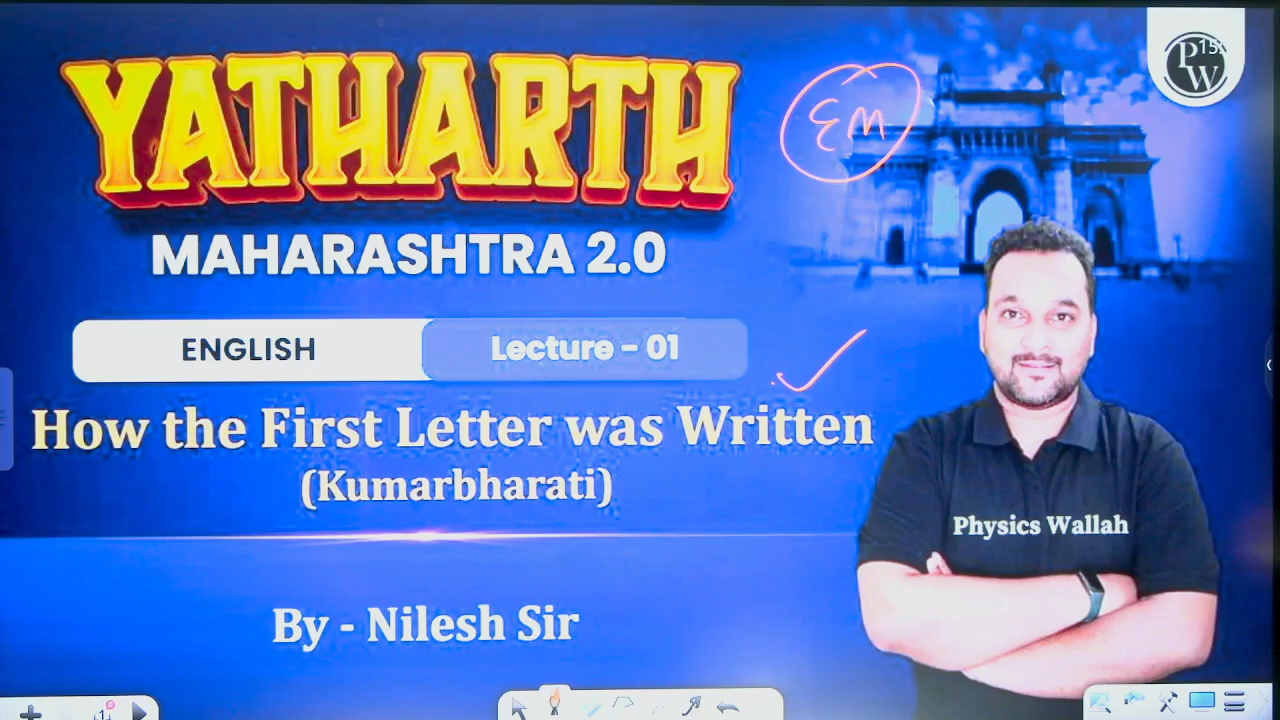 YATHARTH
MAHARASHTRA 2.0
EM
PW
ENGLISH
Lecture - 01
How the First Letter was Written
(Kumarbharati)
Physics Wallah
By - Nilesh Sir